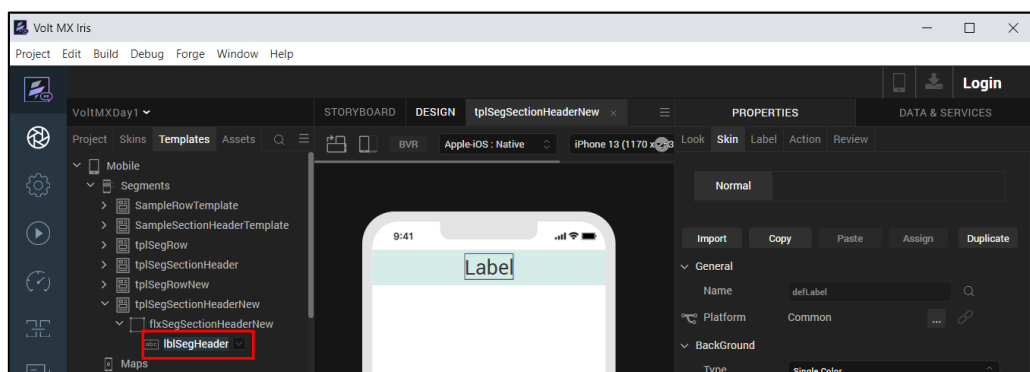 Volt MX Iris
Project Edit Build Debug Forge Window Help
Login
VoltMXDay1
STORYBOARD DESIGN tplSegSectionHeaderNew ×
PROPERTIES DATA & SERVICES
Project Skins Templates Assets
BVR Apple-iOS : Native iPhone 13 (1170 x
Look Skin Label Action Review
Mobile
Segments
SampleRowTemplate
SampleSectionHeaderTemplate
tplSegRow
tplSegSectionHeader
tplSegRowNew
tplSegSectionHeaderNew
flxSegSectionHeaderNew
abc lblSegHeader
Maps
9:41
Label
Normal
Import Copy Paste Assign Duplicate
General
Name defLabel
Platform Common ...
BackGround
Type Single Color